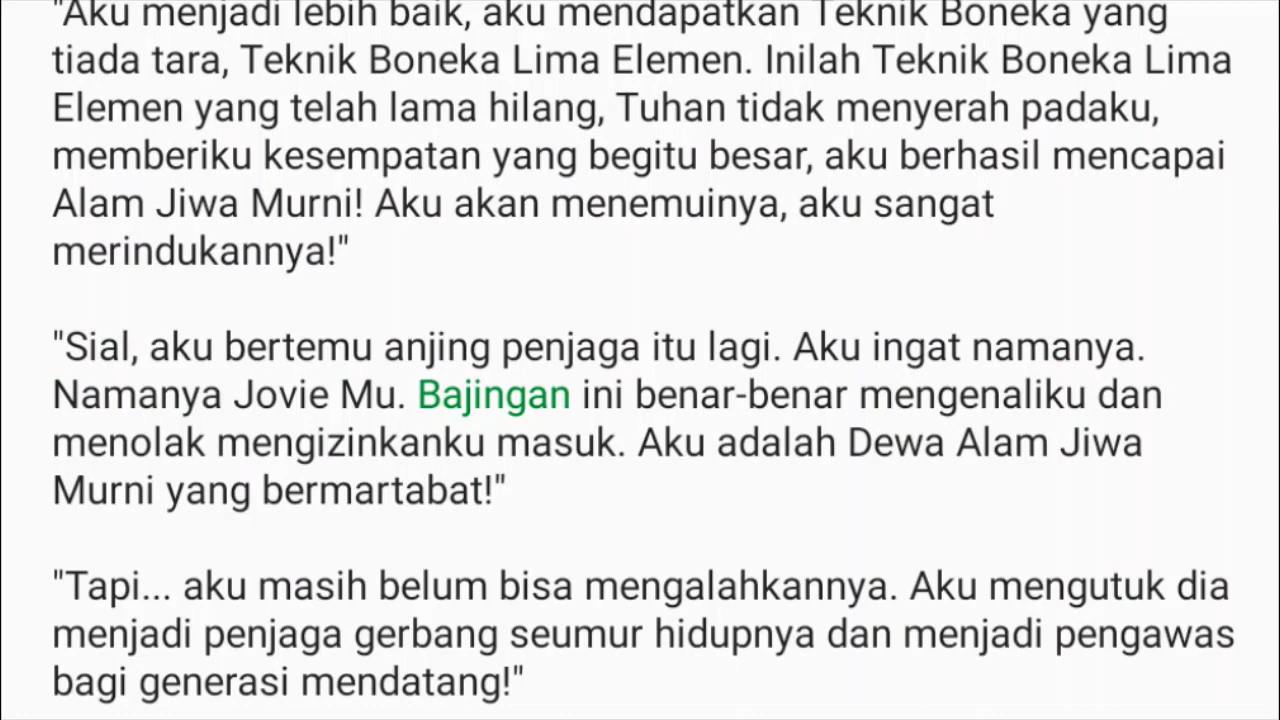 "Aku menjadi lebih baik, aku mendapatkan Teknik Boneka yang
tiada tara, Teknik Boneka Lima Elemen. Inilah Teknik Boneka Lima
Elemen yang telah lama hilang, Tuhan tidak menyerah padaku,
memberiku kesempatan yang begitu besar, aku berhasil mencapai
Alam Jiwa Murni! Aku akan menemuinya, aku sangat
merindukannya!"
"Sial, aku bertemu anjing penjaga itu lagi. Aku ingat namanya.
Namanya Jovie Mu. Bajingan ini benar-benar mengenaliku dan
menolak mengizinkanku masuk. Aku adalah Dewa Alam Jiwa
Murni yang bermartabat!"
"Tapi... aku masih belum bisa mengalahkannya. Aku mengutuk dia
menjadi penjaga gerbang seumur hidupnya dan menjadi pengawas
bagi generasi mendatang!"